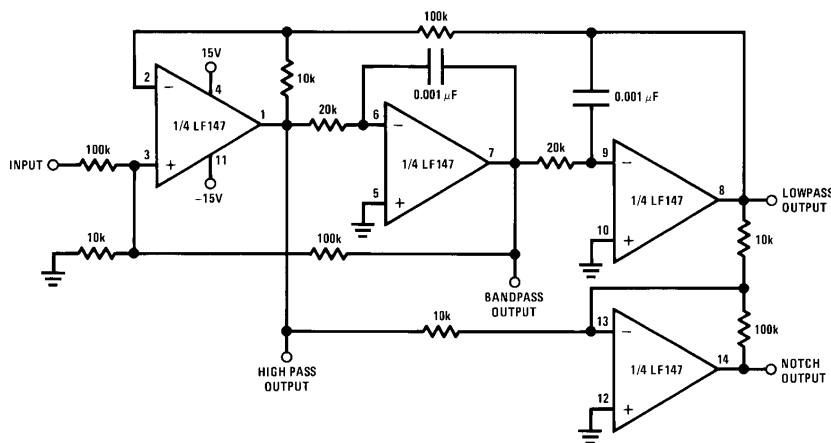 100k
15V
2
−
4
10k
0.001 µF
1/4 LF147
1
20k
6
−
0.001 µF
INPUT
100k
3
+
11
−15V
1/4 LF147
7
20k
9
−
5
+
1/4 LF147
8
LOWPASS
OUTPUT
10k
100k
10
+
10k
BANDPASS
OUTPUT
10k
13
−
100k
HIGH PASS
OUTPUT
1/4 LF147
14
NOTCH
OUTPUT
12
+